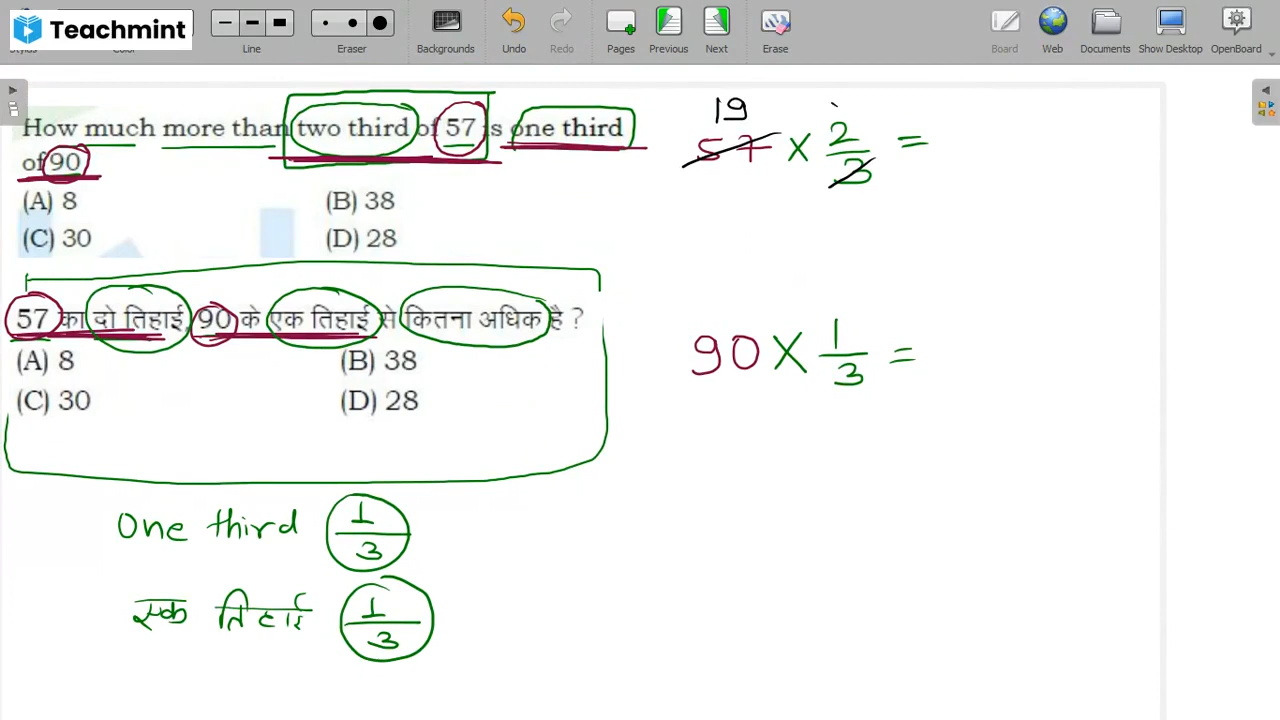 Teachmint
Styles
Color
Line
Eraser
Backgrounds
Undo
Redo
Pages
Previous
Next
Erase
Board
Web
Documents
Show Desktop
OpenBoard
How much more than two third of 57 is one third
of 90
(A) 8 (B) 38
(C) 30 (D) 28
57 का दो तिहाई, 90 के एक तिहाई से कितना अधिक है ?
(A) 8 (B) 38
(C) 30 (D) 28
One third 1/3
एक तिहाई 1/3
19
57 × 2/3 =
90 × 1/3 =